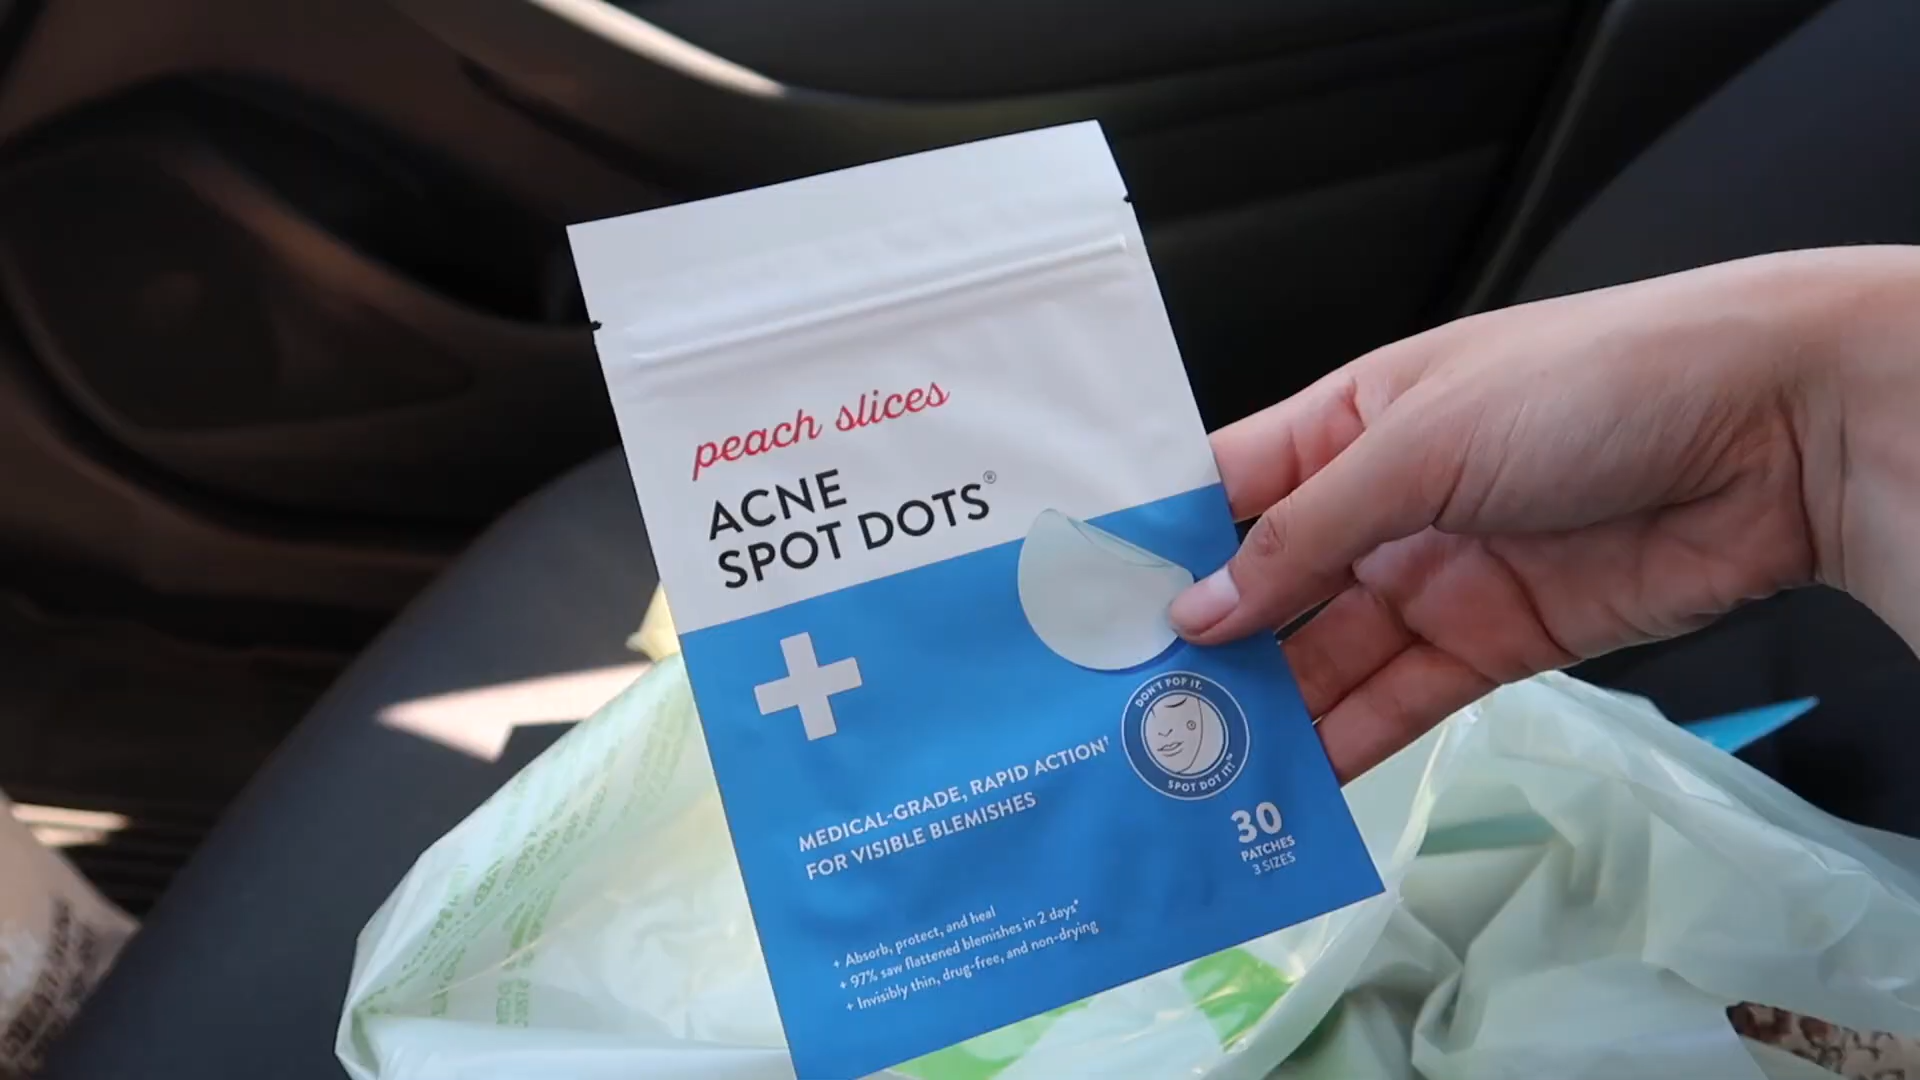 peach slices
ACNE
SPOT DOTS®
DON'T POP IT.
SPOT DOT IT!™
MEDICAL-GRADE, RAPID ACTION†
FOR VISIBLE BLEMISHES
30
PATCHES
3 SIZES
+ Absorb, protect, and heal
+ 97% saw flattened blemishes in 2 days*
+ Invisibly thin, drug-free, and non-drying